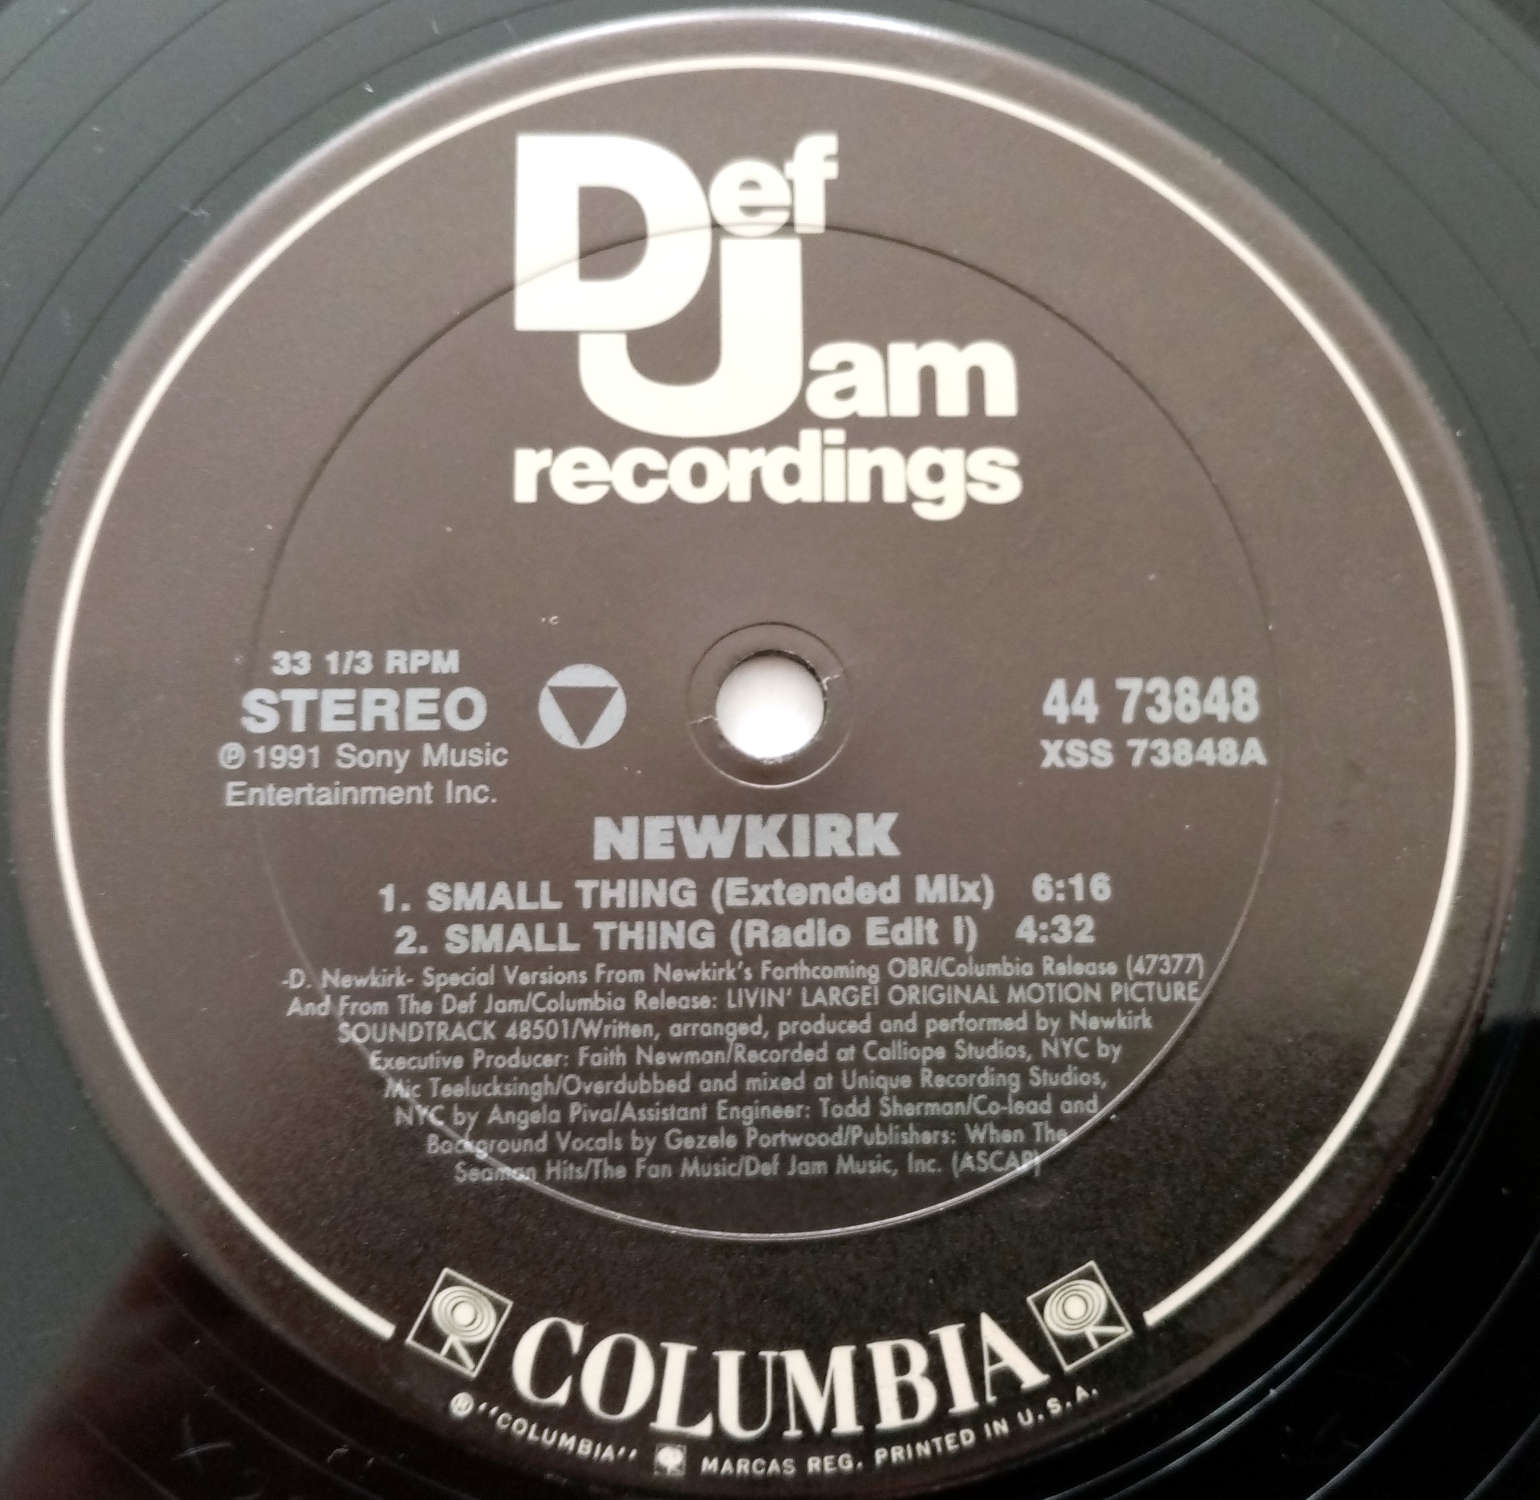 Def
Jam
recordings
33 1/3 RPM
STEREO
℗ 1991 Sony Music
Entertainment Inc.
44 73848
XSS 73848A
NEWKIRK
1. SMALL THING (Extended Mix) 6:16
2. SMALL THING (Radio Edit I) 4:32
-D. Newkirk- Special Versions From Newkirk's Forthcoming OBR/Columbia Release (47377)
And From The Def Jam/Columbia Release: LIVIN' LARGE! ORIGINAL MOTION PICTURE
SOUNDTRACK 48501/Written, arranged, produced and performed by Newkirk
Executive Producer: Faith Newman/Recorded at Calliope Studios, NYC by
Mic Teelucksingh/Overdubbed and mixed at Unique Recording Studios,
NYC by Angela Piva/Assistant Engineer: Todd Sherman/Co-lead and
Background Vocals by Gezele Portwood/Publishers: When The
Seaman Hits/The Fan Music/Def Jam Music, Inc. (ASCAP)
COLUMBIA
® "COLUMBIA" MARCAS REG. PRINTED IN U.S.A.